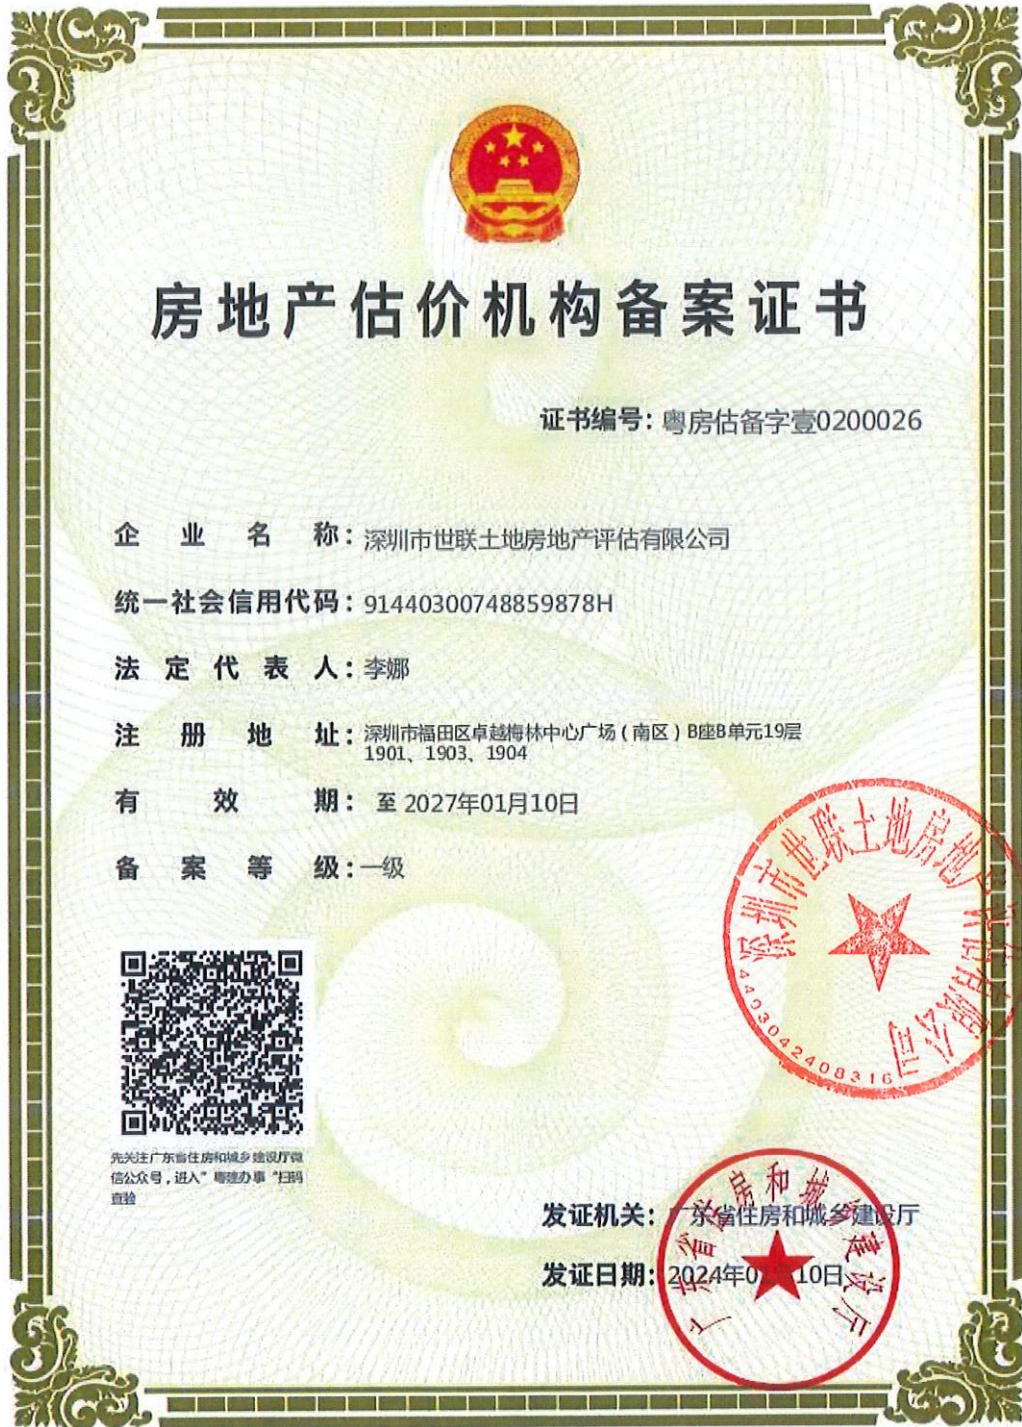 房地产估价机构备案证书
证书编号：粤房估备字壹0200026
企业名称：深圳市世联土地房地产评估有限公司
统一社会信用代码：91440300748859878H
法定代表人：李娜
注册地址：深圳市福田区卓越梅林中心广场（南区）B座B单元19层
1901、1903、1904
有效期：至 2027年01月10日
备案等级：一级
深圳市世联土地房地产评估有限公司
4403042408316
先关注广东省住房和城乡建设厅微
信公众号，进入”粤建办事“扫码
查验
发证机关：广东省住房和城乡建设厅
发证日期：2024年01月10日
广东省住房和城乡建设厅